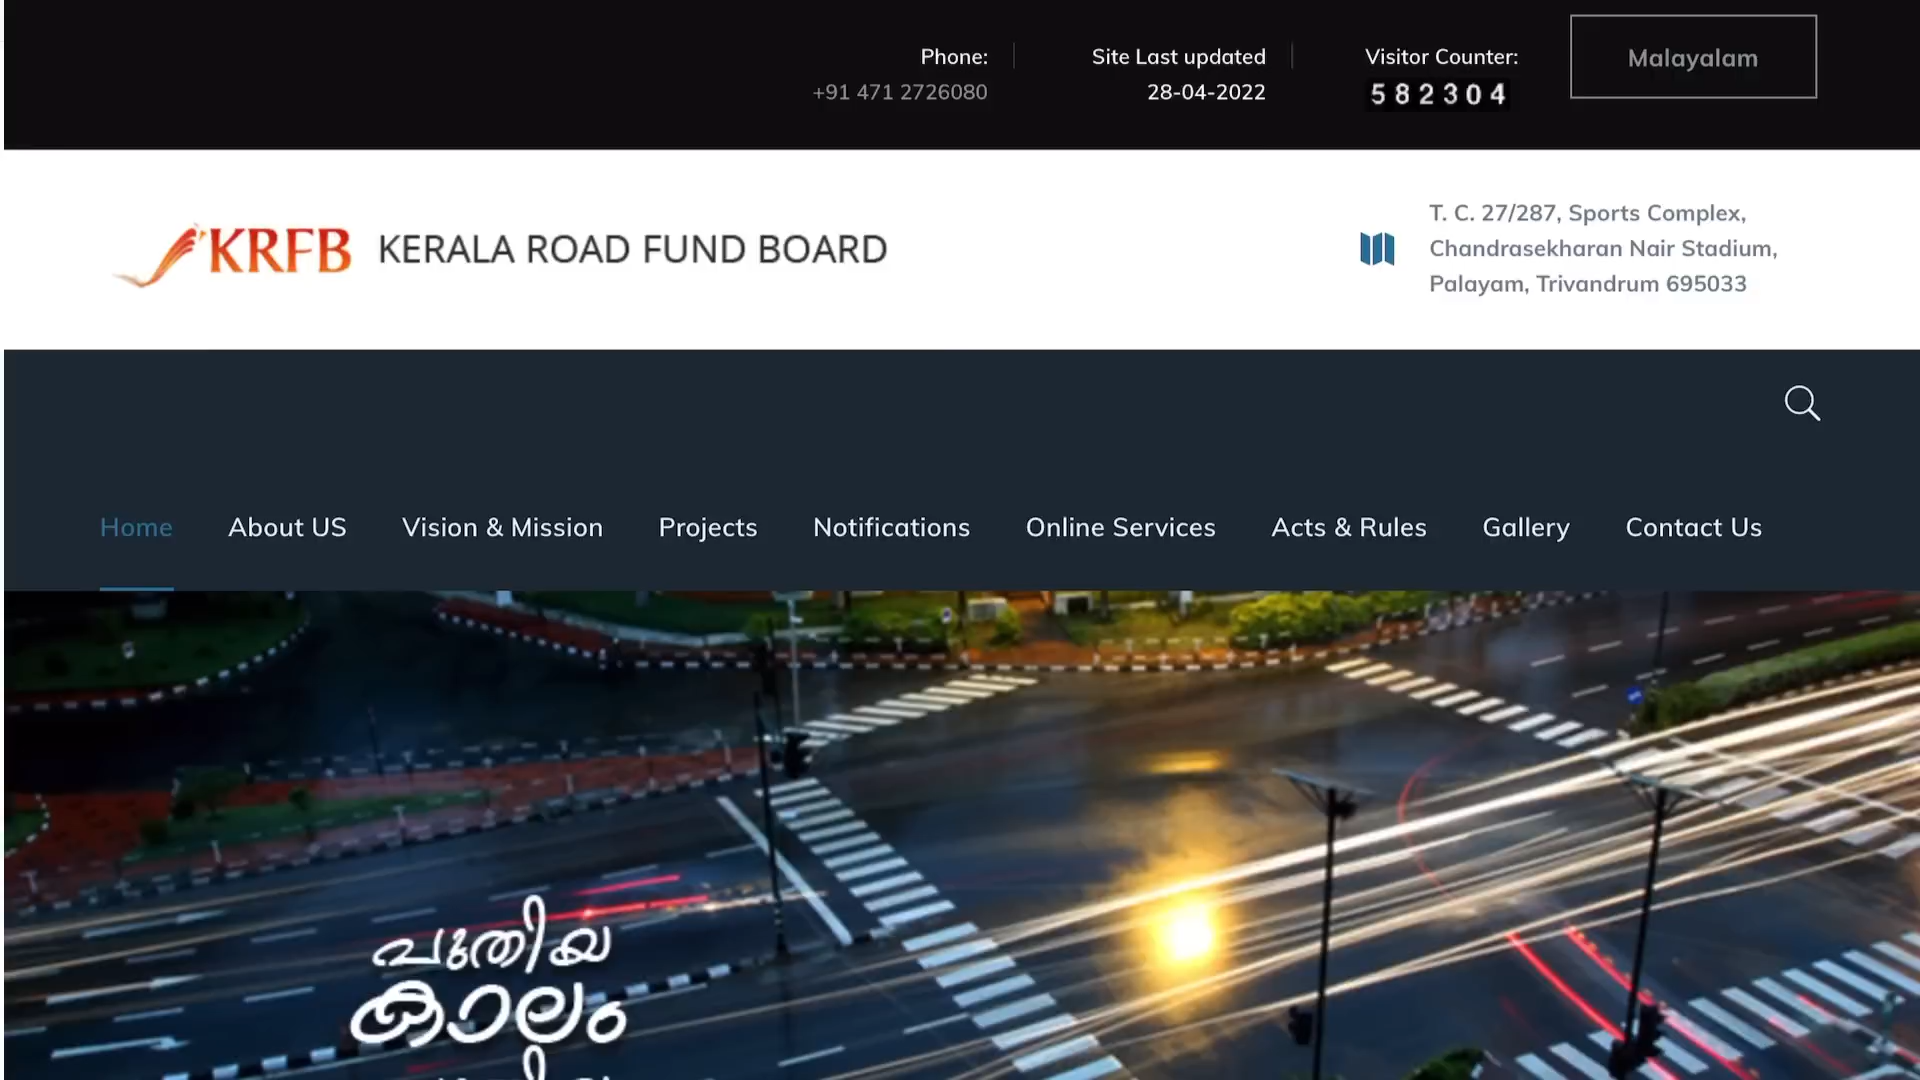 Phone:
+91 471 2726080
Site Last updated
28-04-2022
Visitor Counter:
582304
Malayalam
KRFB KERALA ROAD FUND BOARD
T. C. 27/287, Sports Complex,
Chandrasekharan Nair Stadium,
Palayam, Trivandrum 695033
Home About US Vision & Mission Projects Notifications Online Services Acts & Rules Gallery Contact Us
പുതിയ
കാലം